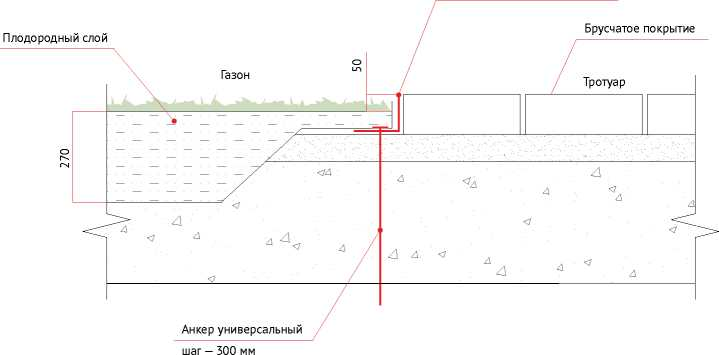 Плодородный слой
Газон
50
Брусчатое покрытие
Тротуар
270
Анкер универсальный
шаг — 300 мм